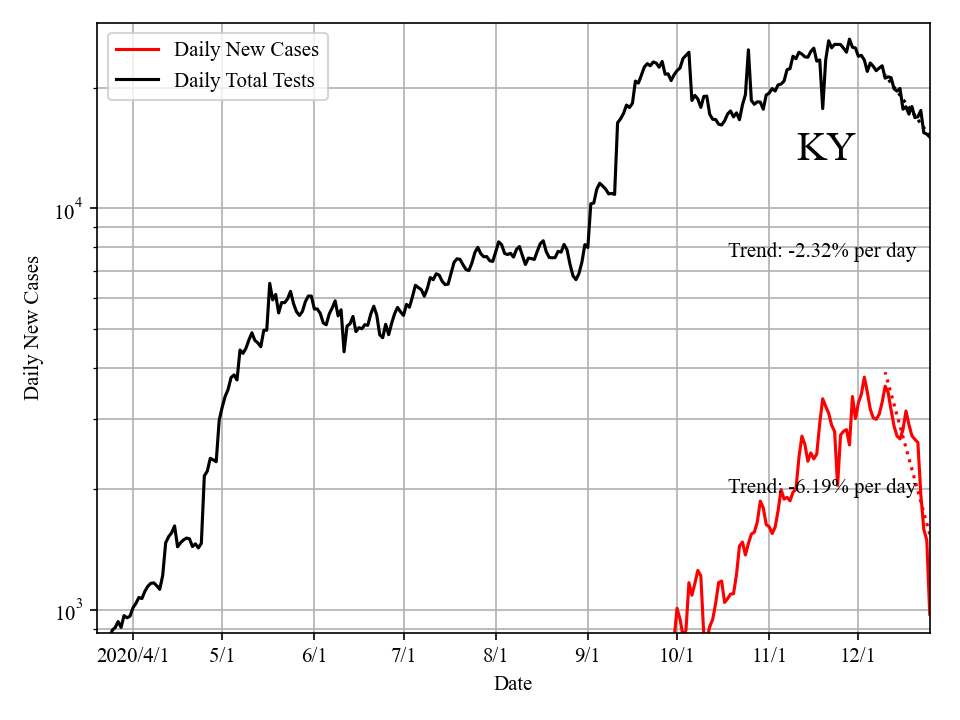 Daily New Cases
Daily Total Tests
KY
10^4
Trend: -2.32% per day
Daily New Cases
Trend: -6.19% per day
10^3
2020/4/1 5/1 6/1 7/1 8/1 9/1 10/1 11/1 12/1
Date